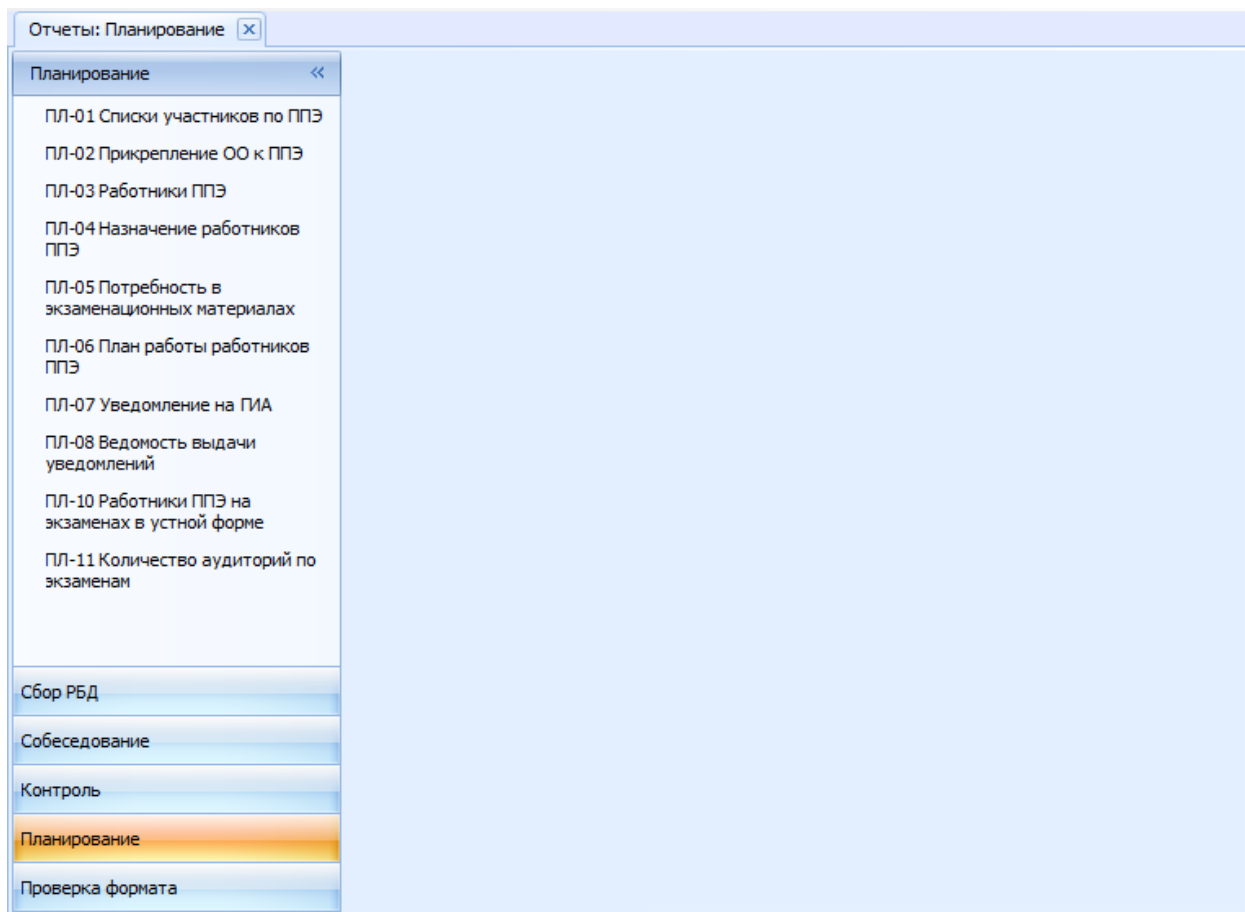 Отчеты: Планирование
Планирование
ПЛ-01 Списки участников по ППЭ
ПЛ-02 Прикрепление ОО к ППЭ
ПЛ-03 Работники ППЭ
ПЛ-04 Назначение работников
ППЭ
ПЛ-05 Потребность в
экзаменационных материалах
ПЛ-06 План работы работников
ППЭ
ПЛ-07 Уведомление на ГИА
ПЛ-08 Ведомость выдачи
уведомлений
ПЛ-10 Работники ППЭ на
экзаменах в устной форме
ПЛ-11 Количество аудиторий по
экзаменам
Сбор РБД
Собеседование
Контроль
Планирование
Проверка формата